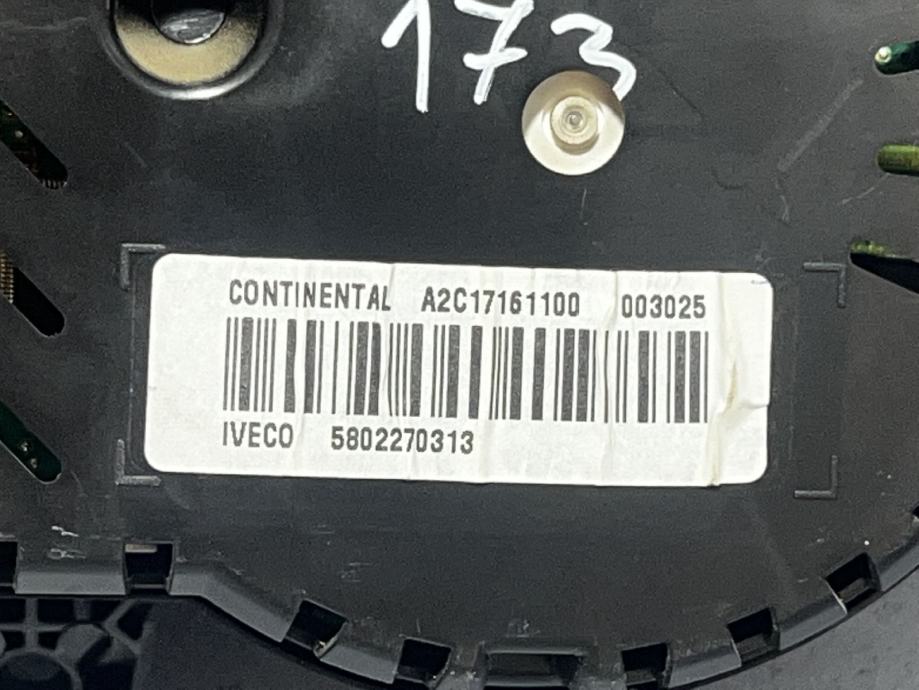 173
CONTINENTAL A2C17161100 003025
IVECO 5802270313